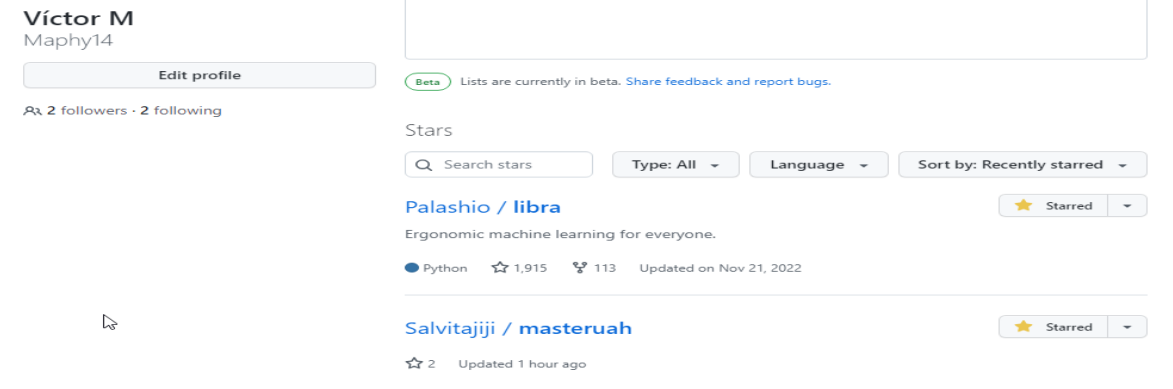 Víctor M
Maphy14
Edit profile
2 followers · 2 following
Beta Lists are currently in beta. Share feedback and report bugs.
Stars
Search stars Type: All Language Sort by: Recently starred
Palashio / libra Starred
Ergonomic machine learning for everyone.
Python 1,915 113 Updated on Nov 21, 2022
Salvitajiji / masteruah Starred
2 Updated 1 hour ago